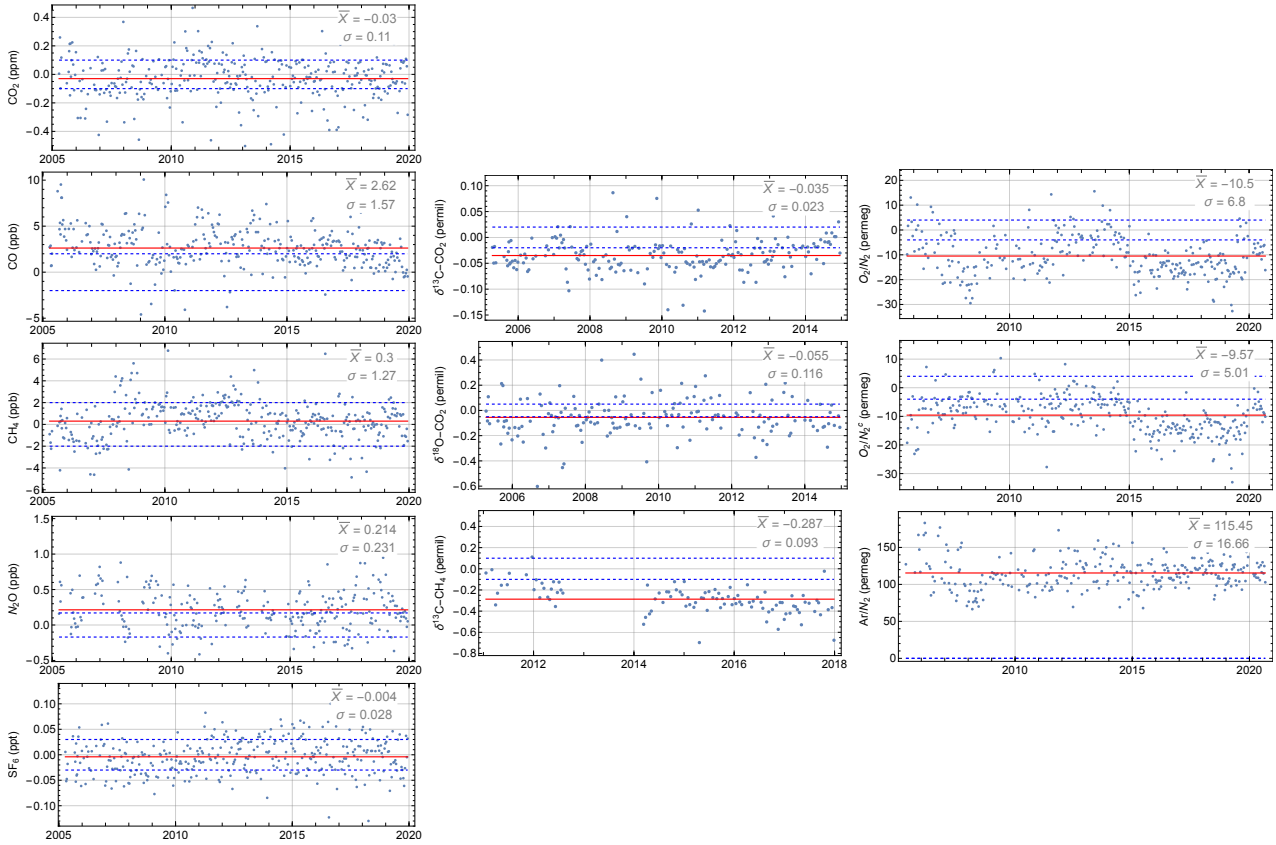 CO2 (ppm)
0.4
0.2
0.0
−0.2
−0.4
X̄ = −0.03
σ = 0.11
2005 2010 2015 2020
CO (ppb)
10
5
0
−5
X̄ = 2.62
σ = 1.57
2005 2010 2015 2020
δ13C−CO2 (permil)
0.10
0.05
0.00
−0.05
−0.10
−0.15
X̄ = −0.035
σ = 0.023
2006 2008 2010 2012 2014
O2/N2 (permeg)
20
10
0
−10
−20
−30
X̄ = −10.5
σ = 6.8
2010 2015 2020
CH4 (ppb)
6
4
2
0
−2
−4
−6
X̄ = 0.3
σ = 1.27
2005 2010 2015 2020
δ18O−CO2 (permil)
0.4
0.2
0.0
−0.2
−0.4
−0.6
X̄ = −0.055
σ = 0.116
2006 2008 2010 2012 2014
O2/N2c (permeg)
10
0
−10
−20
−30
X̄ = −9.57
σ = 5.01
2010 2015 2020
N2O (ppb)
1.5
1.0
0.5
0.0
−0.5
X̄ = 0.214
σ = 0.231
2005 2010 2015 2020
δ13C−CH4 (permil)
0.4
0.2
0.0
−0.2
−0.4
−0.6
−0.8
X̄ = −0.287
σ = 0.093
2012 2014 2016 2018
Ar/N2 (permeg)
150
100
50
0
X̄ = 115.45
σ = 16.66
2010 2015 2020
SF6 (ppt)
0.10
0.05
0.00
−0.05
−0.10
X̄ = −0.004
σ = 0.028
2005 2010 2015 2020